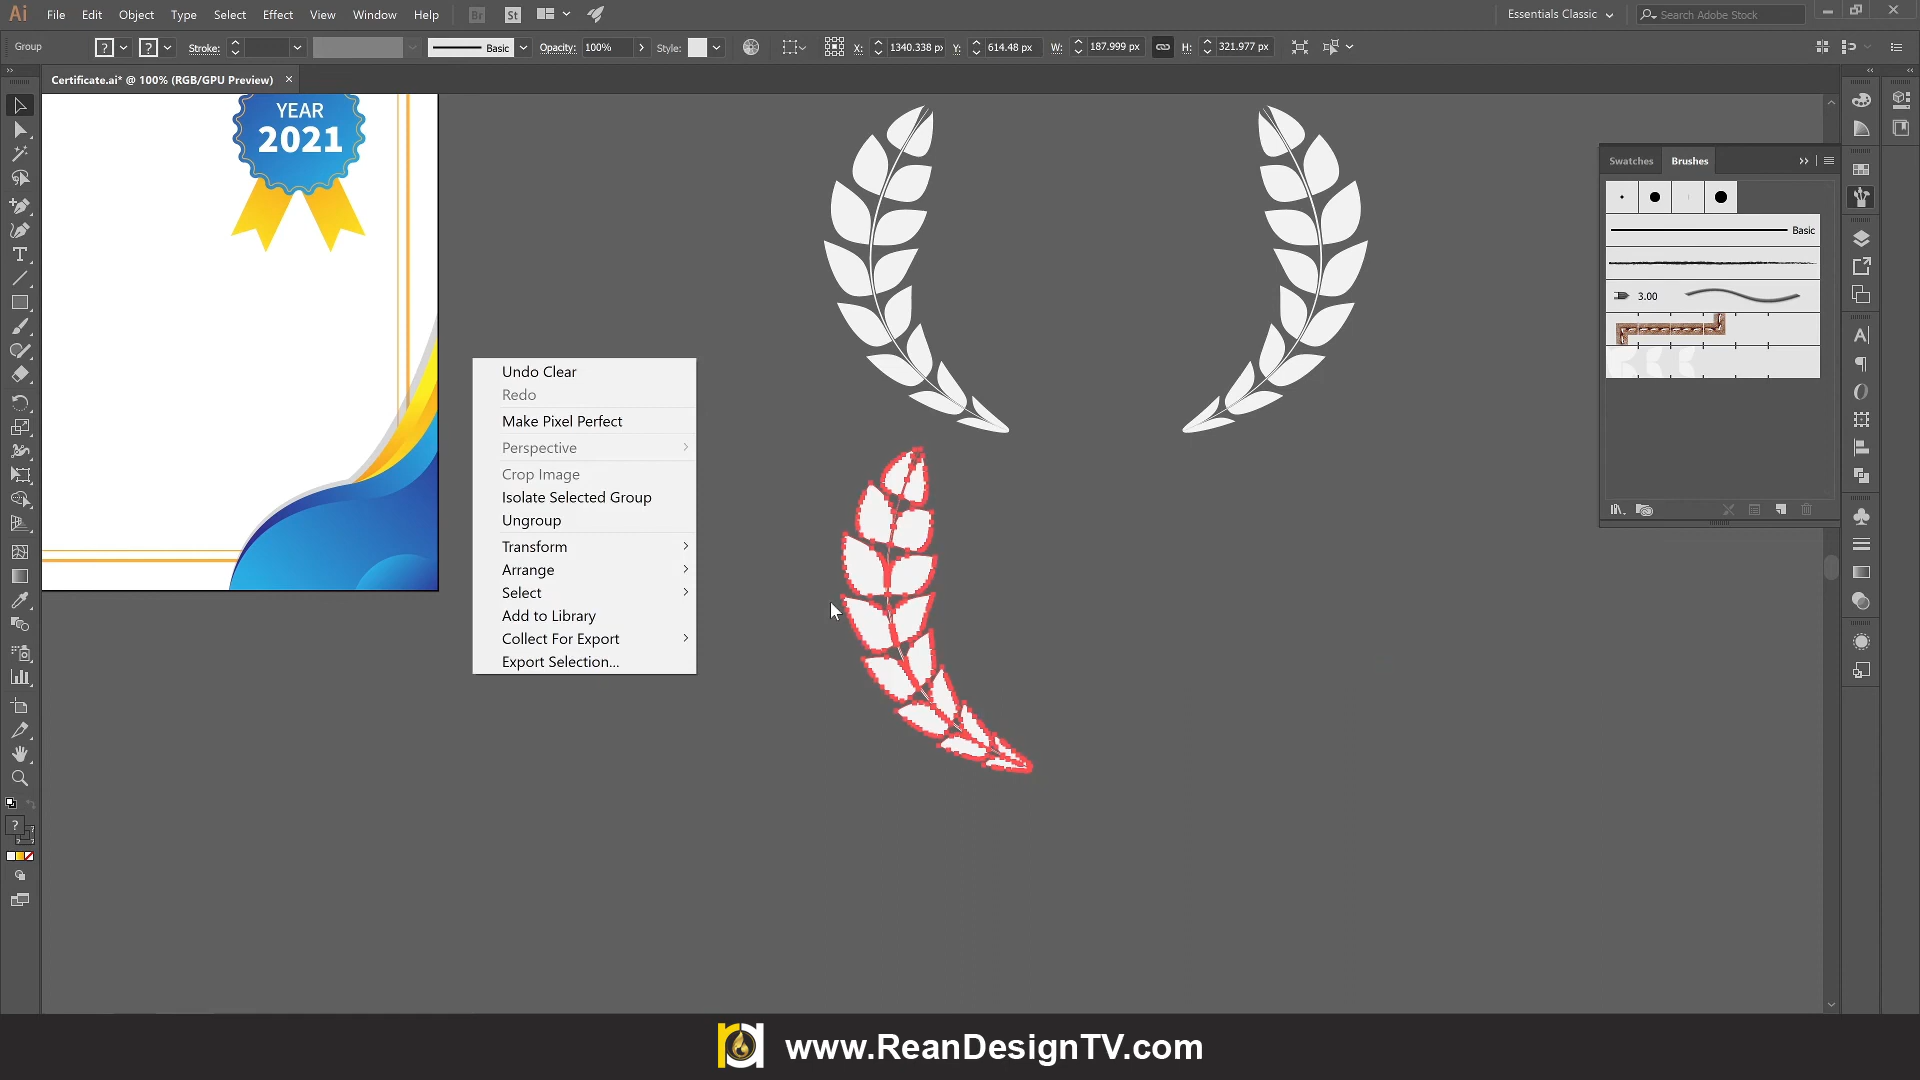 Ai File Edit Object Type Select Effect View Window Help Br St Essentials Classic Search Adobe Stock
Group ? ? Stroke: Basic Opacity: 100% Style: X: 1340.338 px Y: 614.48 px W: 187.999 px H: 321.977 px
Certificate.ai* @ 100% (RGB/GPU Preview)
YEAR
2021
Swatches Brushes
Basic
3.00
Undo Clear
Redo
Make Pixel Perfect
Perspective
Crop Image
Isolate Selected Group
Ungroup
Transform
Arrange
Select
Add to Library
Collect For Export
Export Selection...
www.ReanDesignTV.com